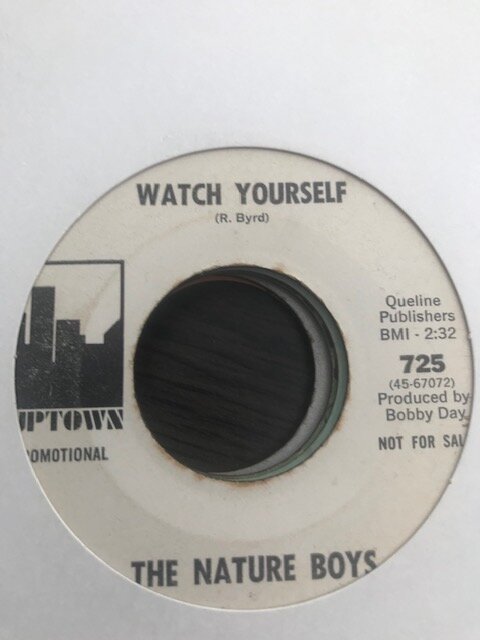 WATCH YOURSELF
(R. Byrd)
Queline
Publishers
BMI - 2:32
725
(45-67072)
Produced by
Bobby Day
NOT FOR SAL
UPTOWN
OMOTIONAL
THE NATURE BOYS